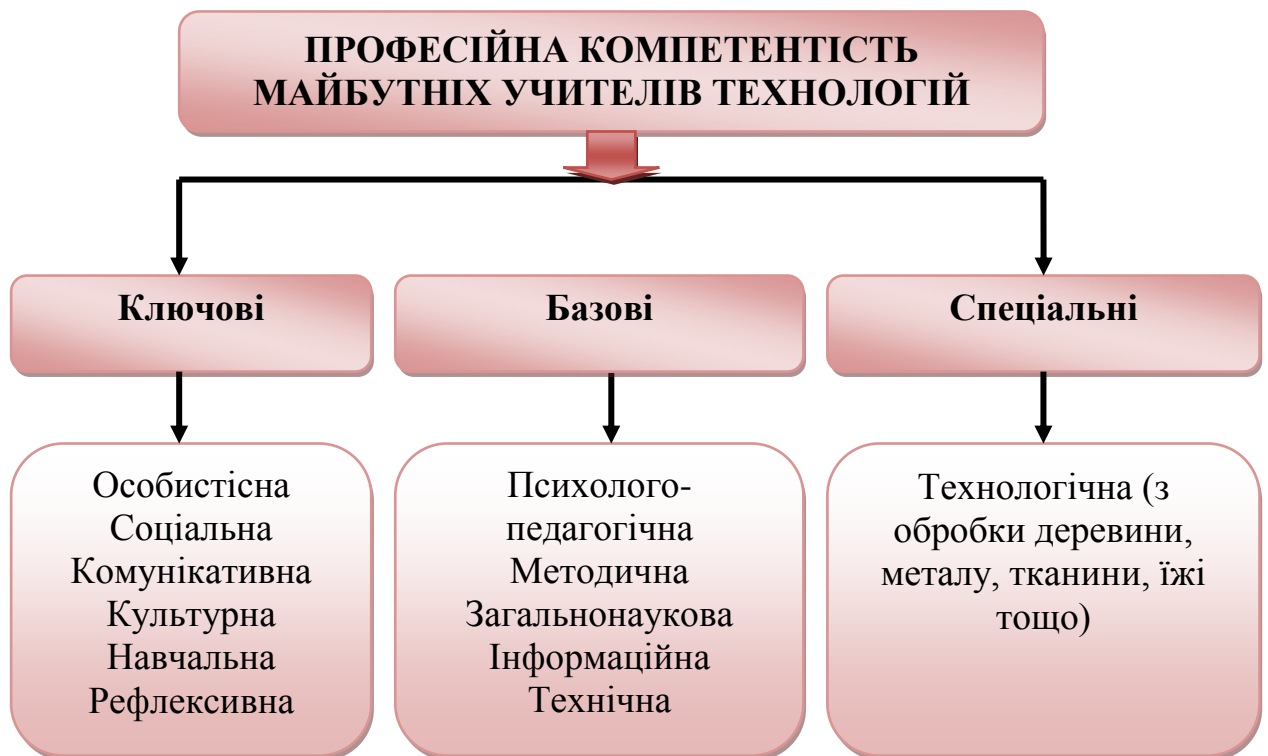 ПРОФЕСІЙНА КОМПЕТЕНТІСТЬ
МАЙБУТНІХ УЧИТЕЛІВ ТЕХНОЛОГІЙ
Ключові
Базові
Спеціальні
Особистісна
Соціальна
Комунікативна
Культурна
Навчальна
Рефлексивна
Психолого-
педагогічна
Методична
Загальнонаукова
Інформаційна
Технічна
Технологічна (з
обробки деревини,
металу, тканини, їжі
тощо)